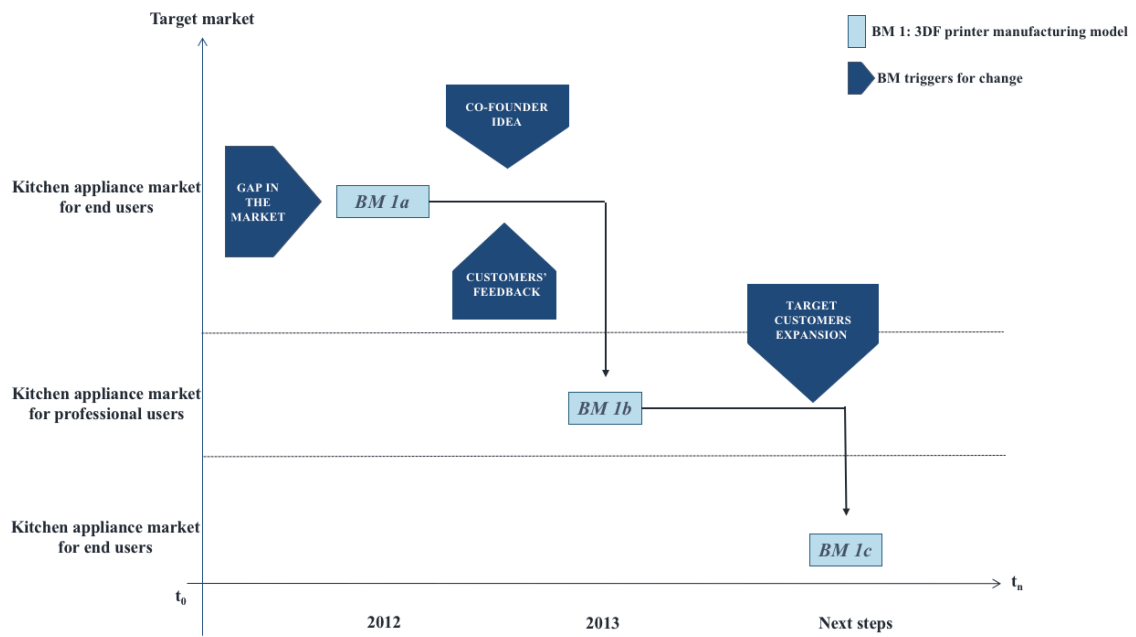 Target market
BM 1: 3DF printer manufacturing model
BM triggers for change
CO-FOUNDER
IDEA
Kitchen appliance market
for end users
GAP IN
THE
MARKET
BM 1a
CUSTOMERS’
FEEDBACK
TARGET
CUSTOMERS
EXPANSION
Kitchen appliance market
for professional users
BM 1b
Kitchen appliance market
for end users
BM 1c
t0
tn
2012
2013
Next steps